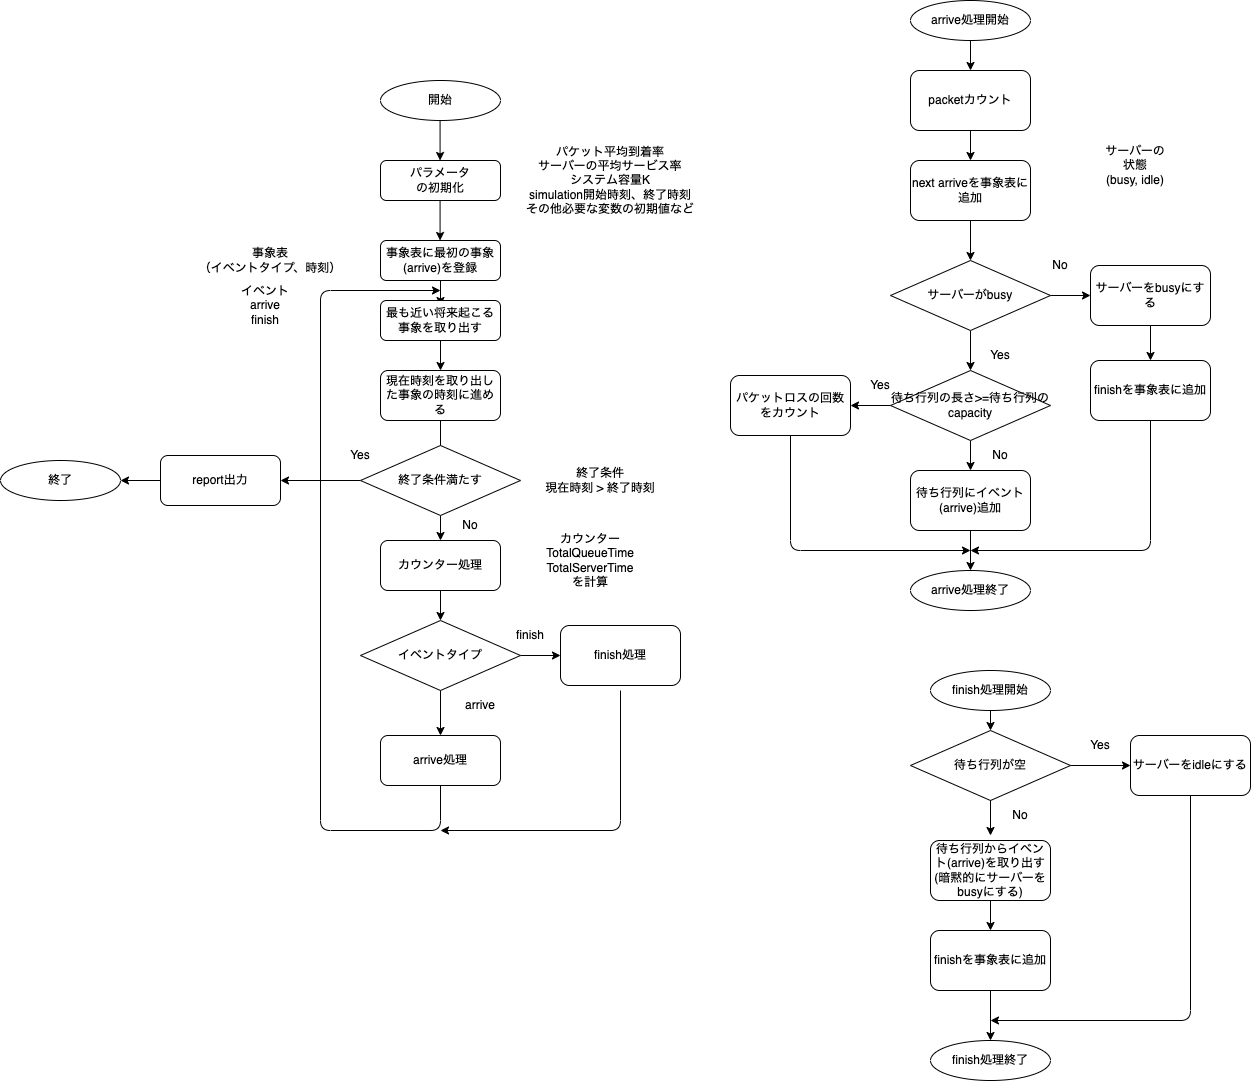 開始
パラメータ
の初期化
パケット平均到着率
サーバーの平均サービス率
システム容量K
simulation開始時刻、終了時刻
その他必要な変数の初期値など
事象表
（イベントタイプ、時刻）
イベント
arrive
finish
事象表に最初の事象
(arrive)を登録
最も近い将来起こる
事象を取り出す
現在時刻を取り出し
た事象の時刻に進め
る
終了条件満たす
Yes
report出力
終了
終了条件
現在時刻 > 終了時刻
No
カウンター処理
カウンター
TotalQueueTime
TotalServerTime
を計算
イベントタイプ
finish
finish処理
arrive
arrive処理
arrive処理開始
packetカウント
next arriveを事象表に
追加
サーバーの
状態
(busy, idle)
サーバーがbusy
No
サーバーをbusyにす
る
finishを事象表に追加
Yes
待ち行列の長さ>=待ち行列の
capacity
Yes
パケットロスの回数
をカウント
No
待ち行列にイベント
(arrive)追加
arrive処理終了
finish処理開始
待ち行列が空
Yes
サーバーをidleにする
No
待ち行列からイベン
ト(arrive)を取り出す
(暗黙的にサーバーを
busyにする)
finishを事象表に追加
finish処理終了